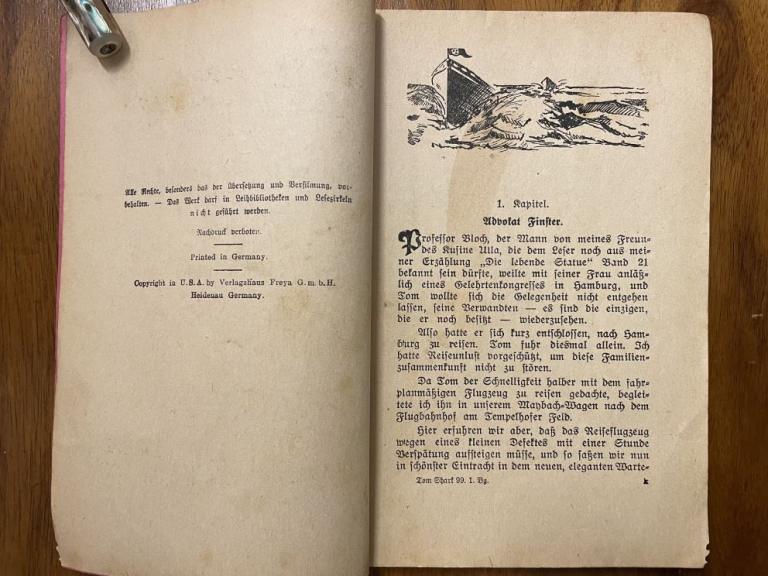 Alle Rechte, besonders das der Übersetzung und Verfilmung, vor-
behalten. — Das Werk darf in Leihbibliotheken und Lesezirkeln
nicht geführt werden.
Nachdruck verboten.
Printed in Germany.
Copyright in U.S.A. by Verlagshaus Freya G. m. b. H.
Heidenau Germany.
1. Kapitel.
Advokat Finster.
Professor Bloch, der Mann von meines Freun-
des Kusine Ulla, die dem Leser noch aus mei-
ner Erzählung „Die lebende Statue“ Band 21
bekannt sein dürfte, weilte mit seiner Frau anläß-
lich eines Gelehrtenkongresses in Hamburg, und
Tom wollte sich die Gelegenheit nicht entgehen
lassen, seine Verwandten — es sind die einzigen,
die er noch besitzt — wiederzusehen.
Also hatte er sich kurz entschlossen, nach Ham-
burg zu reisen. Tom fuhr diesmal allein. Ich
hatte Reiseunlust vorgeschützt, um diese Familien-
zusammenkunft nicht zu stören.
Da Tom der Schnelligkeit halber mit dem fahr-
planmäßigen Flugzeug zu reisen gedachte, beglei-
tete ich ihn in unserem Maybach-Wagen nach dem
Flugbahnhof am Tempelhofer Feld.
Hier erfuhren wir aber, daß das Reiseflugzeug
wegen eines kleinen Defektes mit einer Stunde
Verspätung aufsteigen müsse, und so saßen wir nun
in schönster Eintracht in dem neuen, eleganten Warte-
Tom Shark 99. 1. Bg.